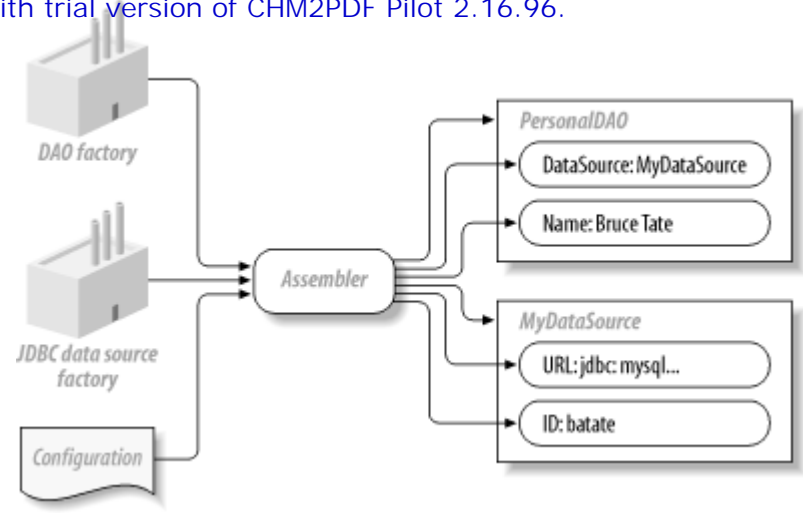 with trial version of CHM2PDF Pilot 2.16.96.
DAO factory
JDBC data source
factory
Configuration
Assembler
PersonalDAO
DataSource: MyDataSource
Name: Bruce Tate
MyDataSource
URL: jdbc: mysql...
ID: batate